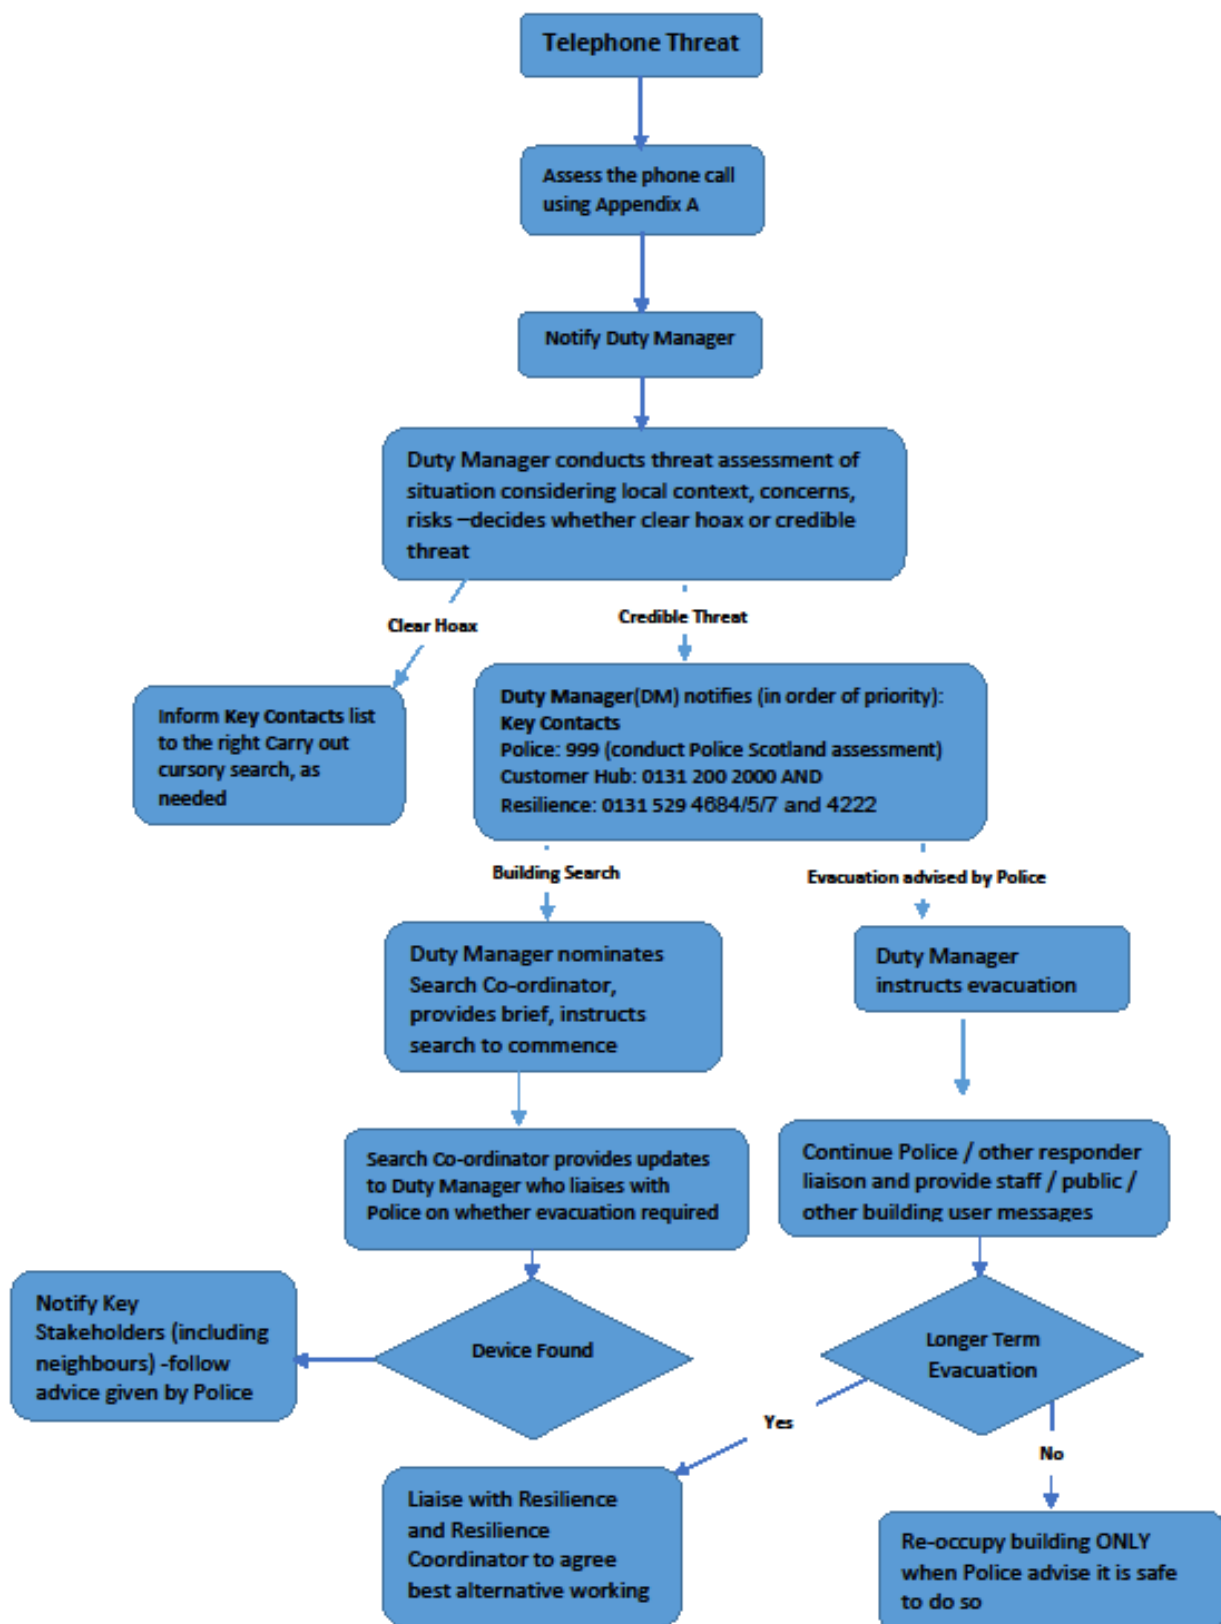 Telephone Threat
Assess the phone call
using Appendix A
Notify Duty Manager
Duty Manager conducts threat assessment of
situation considering local context, concerns,
risks –decides whether clear hoax or credible
threat
Clear Hoax
Credible Threat
Inform Key Contacts list
to the right Carry out
cursory search, as
needed
Duty Manager(DM) notifies (in order of priority):
Key Contacts
Police: 999 (conduct Police Scotland assessment)
Customer Hub: 0131 200 2000 AND
Resilience: 0131 529 4684/5/7 and 4222
Building Search
Evacuation advised by Police
Duty Manager nominates
Search Co-ordinator,
provides brief, instructs
search to commence
Duty Manager
instructs evacuation
Search Co-ordinator provides updates
to Duty Manager who liaises with
Police on whether evacuation required
Continue Police / other responder
liaison and provide staff / public /
other building user messages
Notify Key
Stakeholders (including
neighbours) -follow
advice given by Police
Device Found
Longer Term
Evacuation
Yes
No
Liaise with Resilience
and Resilience
Coordinator to agree
best alternative working
Re-occupy building ONLY
when Police advise it is safe
to do so